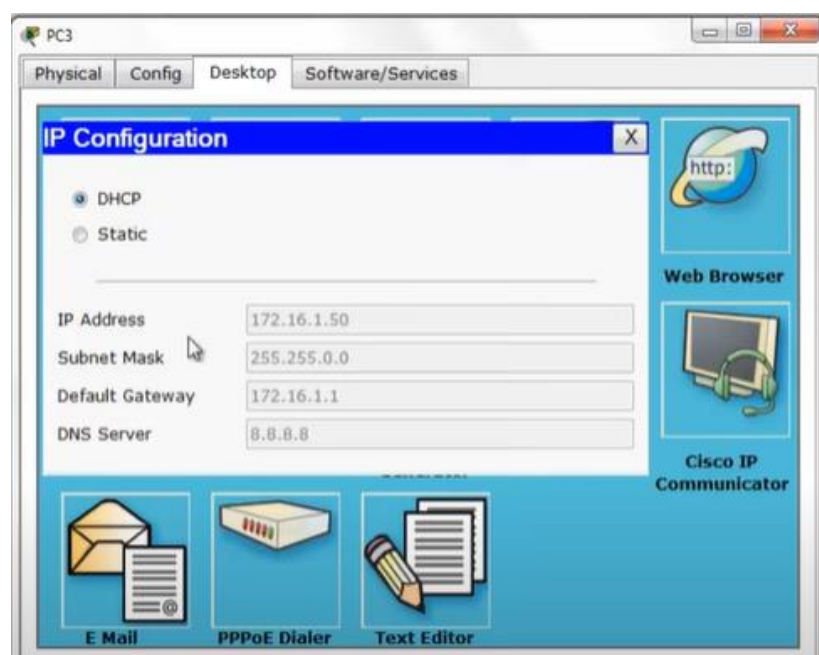 PC3
Physical Config Desktop Software/Services
IP Configuration X
http:
DHCP
Static
Web Browser
IP Address 172.16.1.50
Subnet Mask 255.255.0.0
Default Gateway 172.16.1.1
DNS Server 8.8.8.8
Cisco IP
Communicator
E Mail PPPoE Dialer Text Editor